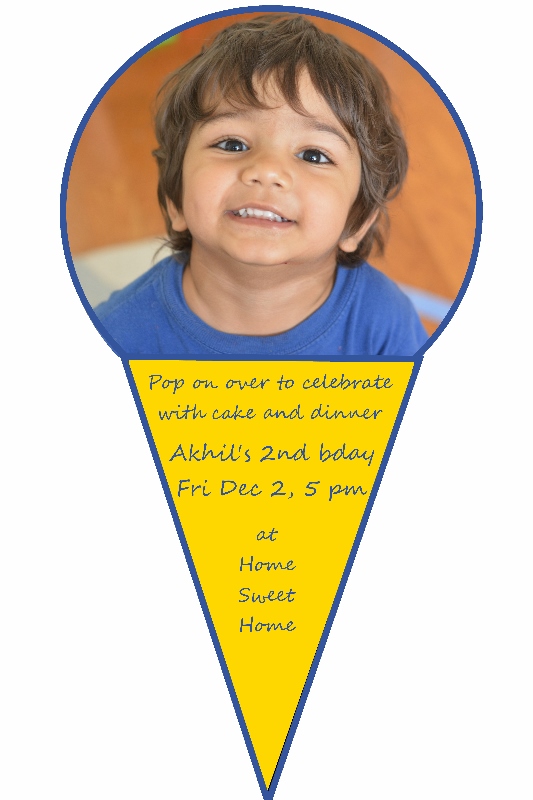 Pop on over to celebrate
with cake and dinner
Akhil's 2nd bday
Fri Dec 2, 5 pm
at
Home
Sweet
Home